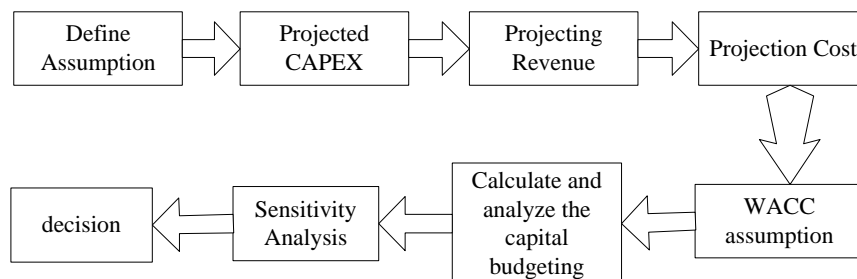 Define
Assumption
Projected
CAPEX
Projecting
Revenue
Projection Cost
WACC
assumption
Calculate and
analyze the
capital
budgeting
Sensitivity
Analysis
decision